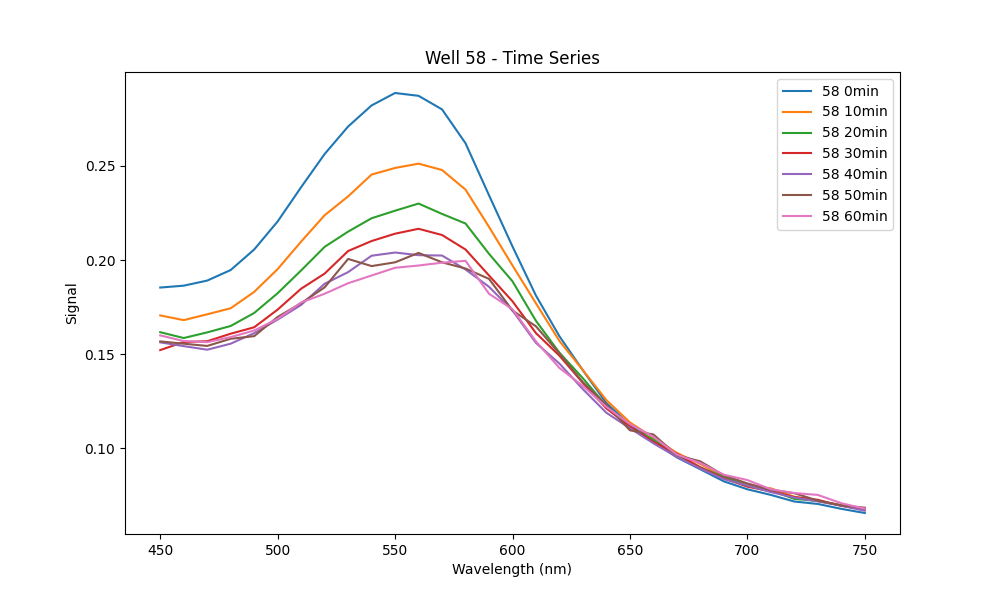 Well 58 - Time Series
58 0min
58 10min
58 20min
58 30min
58 40min
58 50min
58 60min
0.25
0.20
0.15
0.10
Signal
450 500 550 600 650 700 750
Wavelength (nm)